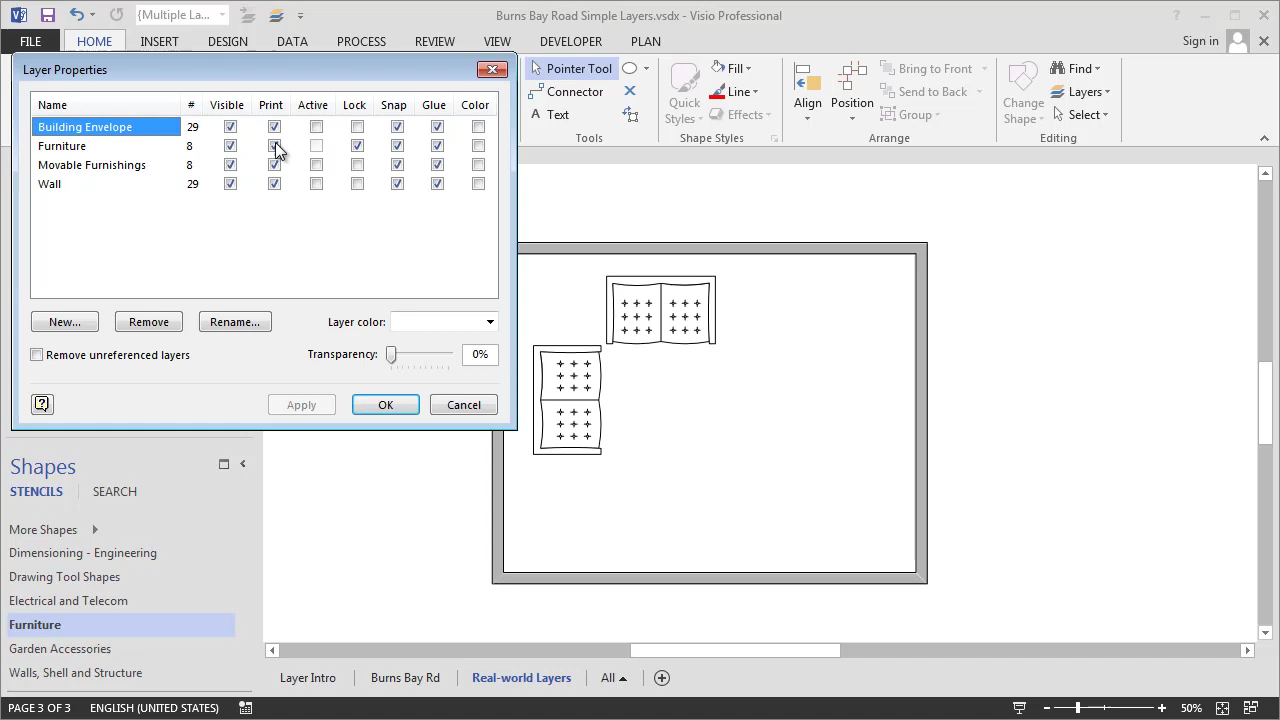 {Multiple La...
Burns Bay Road Simple Layers.vsdx - Visio Professional
?
FILE
HOME
INSERT
DESIGN
DATA
PROCESS
REVIEW
VIEW
DEVELOPER
PLAN
Sign in
Layer Properties
Name # Visible Print Active Lock Snap Glue Color
Building Envelope 29
Furniture 8
Movable Furnishings 8
Wall 29
New...
Remove
Rename...
Layer color:
Remove unreferenced layers
Transparency:
0%
Apply
OK
Cancel
Pointer Tool
Connector
Text
Tools
Quick
Styles
Fill
Line
Effects
Shape Styles
Align
Position
Bring to Front
Send to Back
Group
Arrange
Change
Shape
Find
Layers
Select
Editing
Shapes
STENCILS
SEARCH
More Shapes
Dimensioning - Engineering
Drawing Tool Shapes
Electrical and Telecom
Furniture
Garden Accessories
Walls, Shell and Structure
Layer Intro
Burns Bay Rd
Real-world Layers
All
PAGE 3 OF 3
ENGLISH (UNITED STATES)
50%